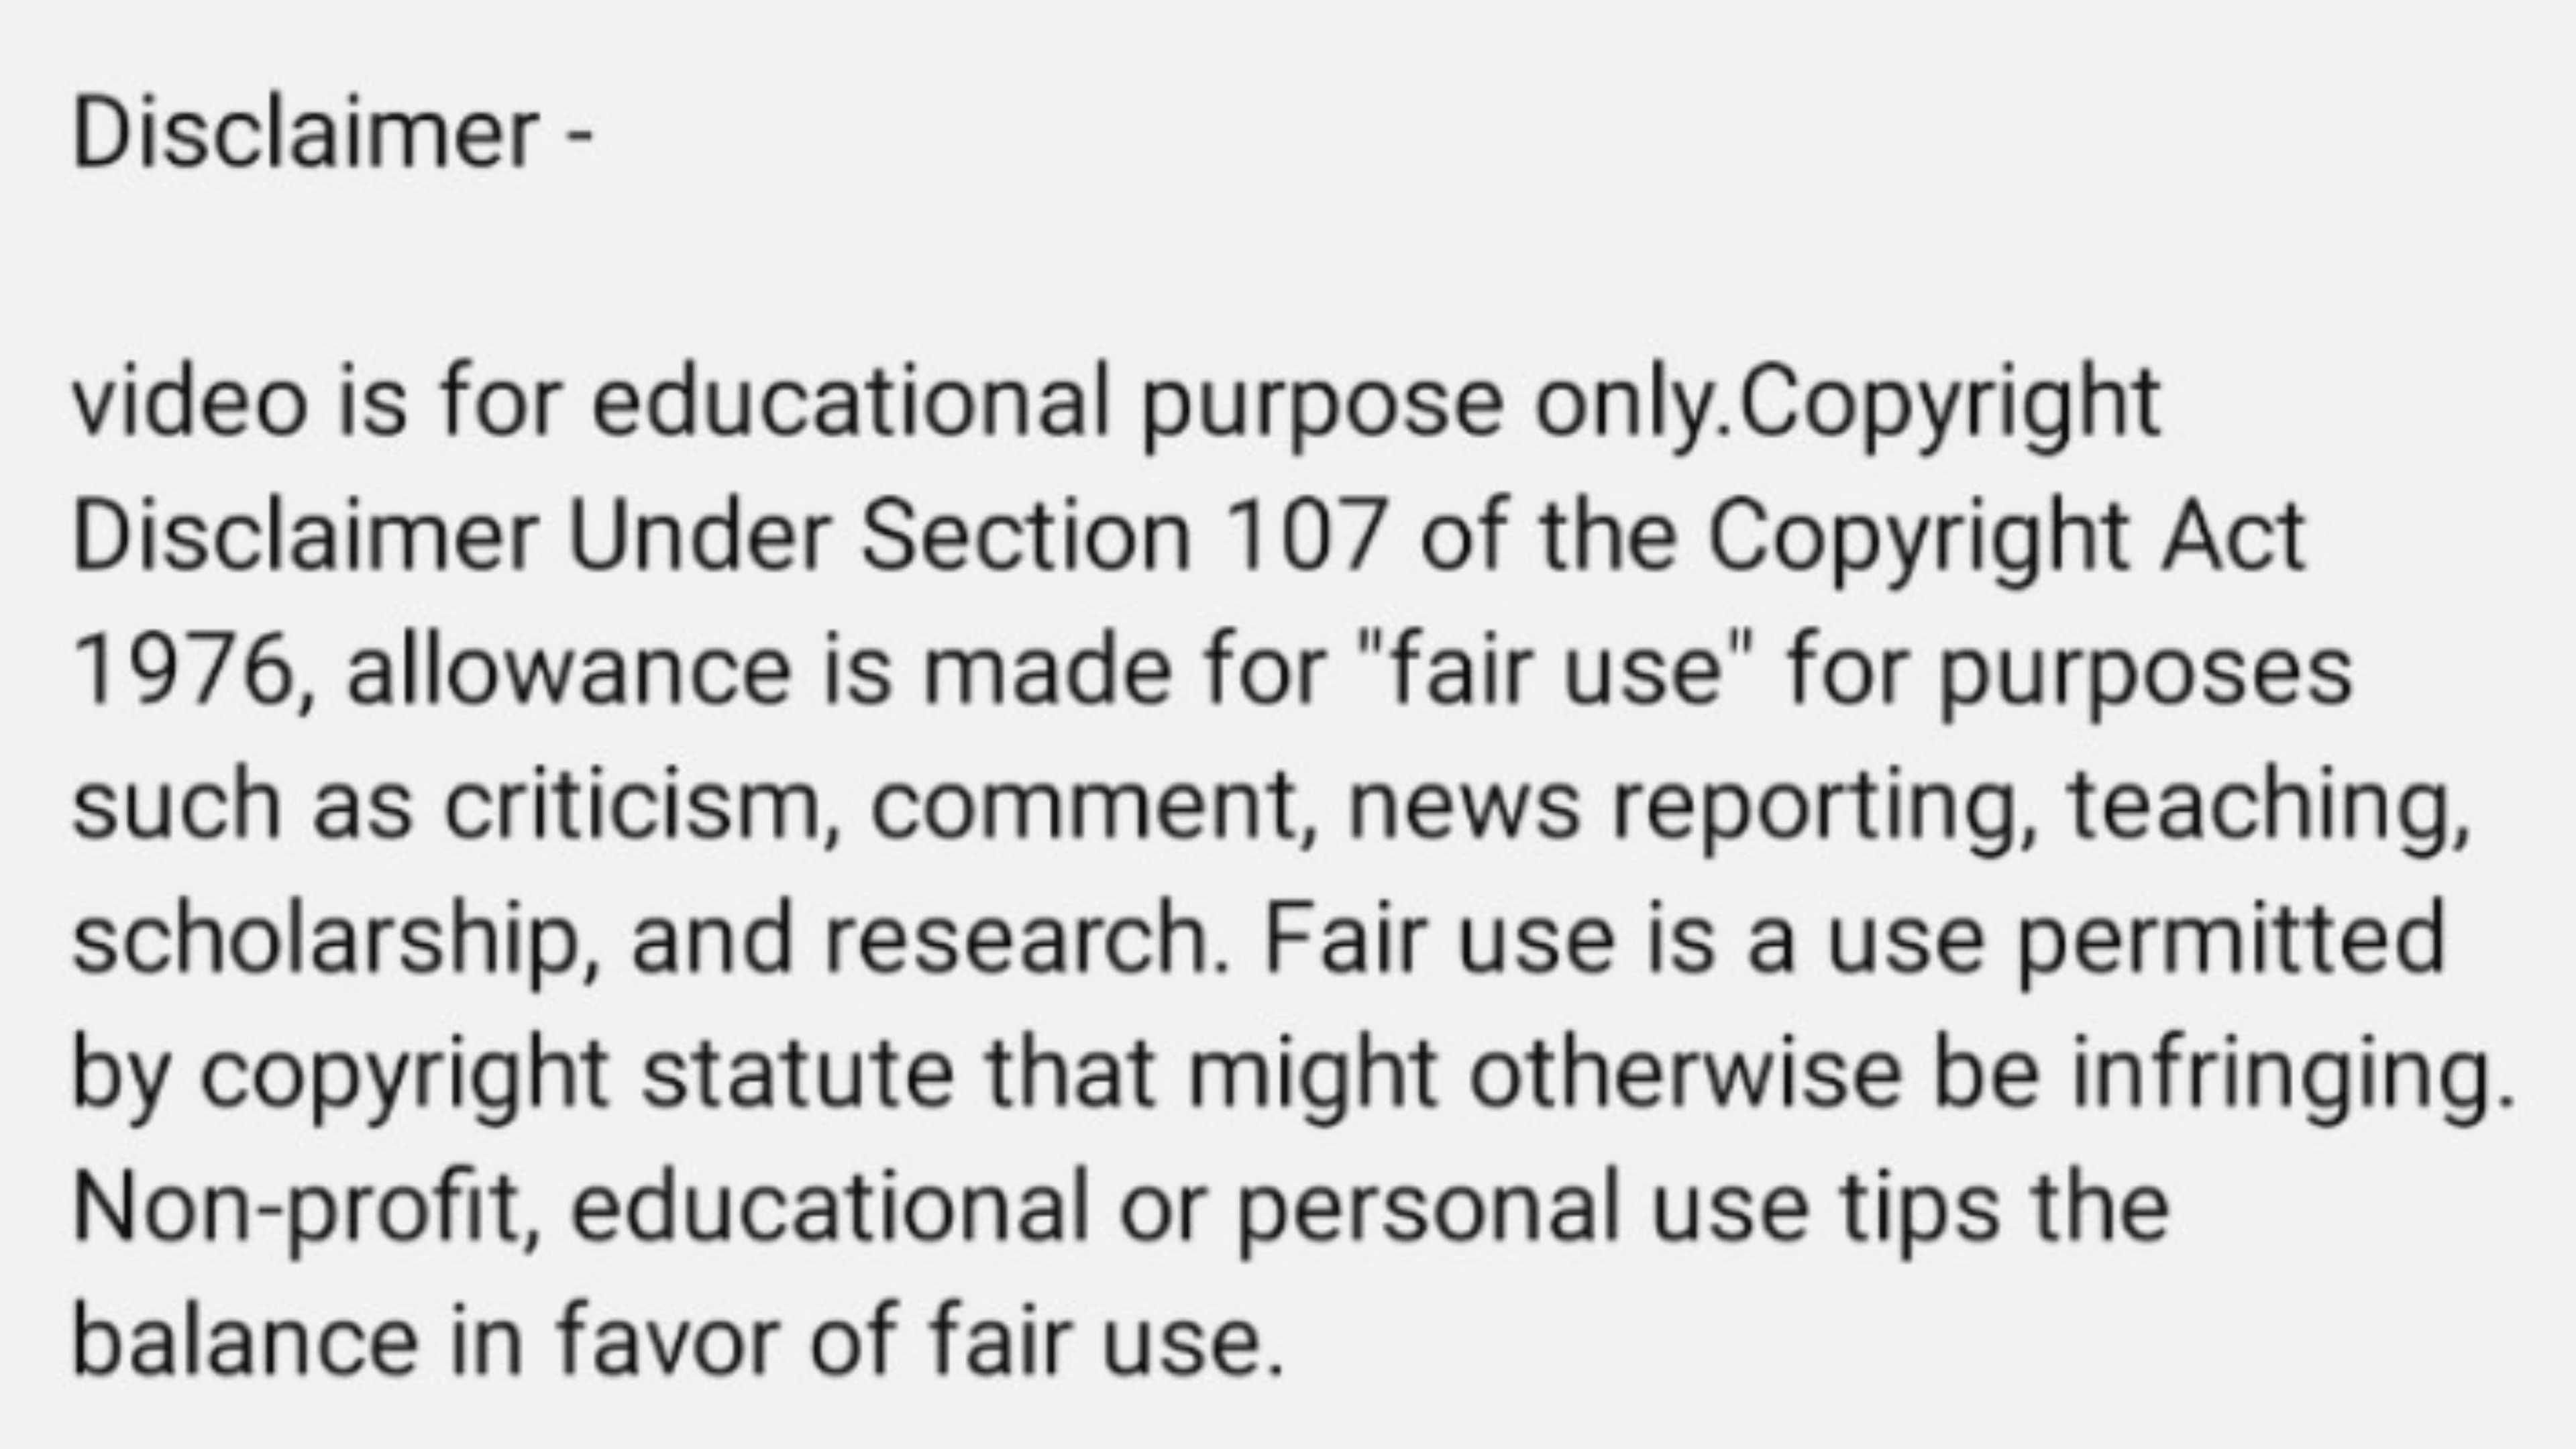 Disclaimer -
video is for educational purpose only.Copyright
Disclaimer Under Section 107 of the Copyright Act
1976, allowance is made for "fair use" for purposes
such as criticism, comment, news reporting, teaching,
scholarship, and research. Fair use is a use permitted
by copyright statute that might otherwise be infringing.
Non-profit, educational or personal use tips the
balance in favor of fair use.